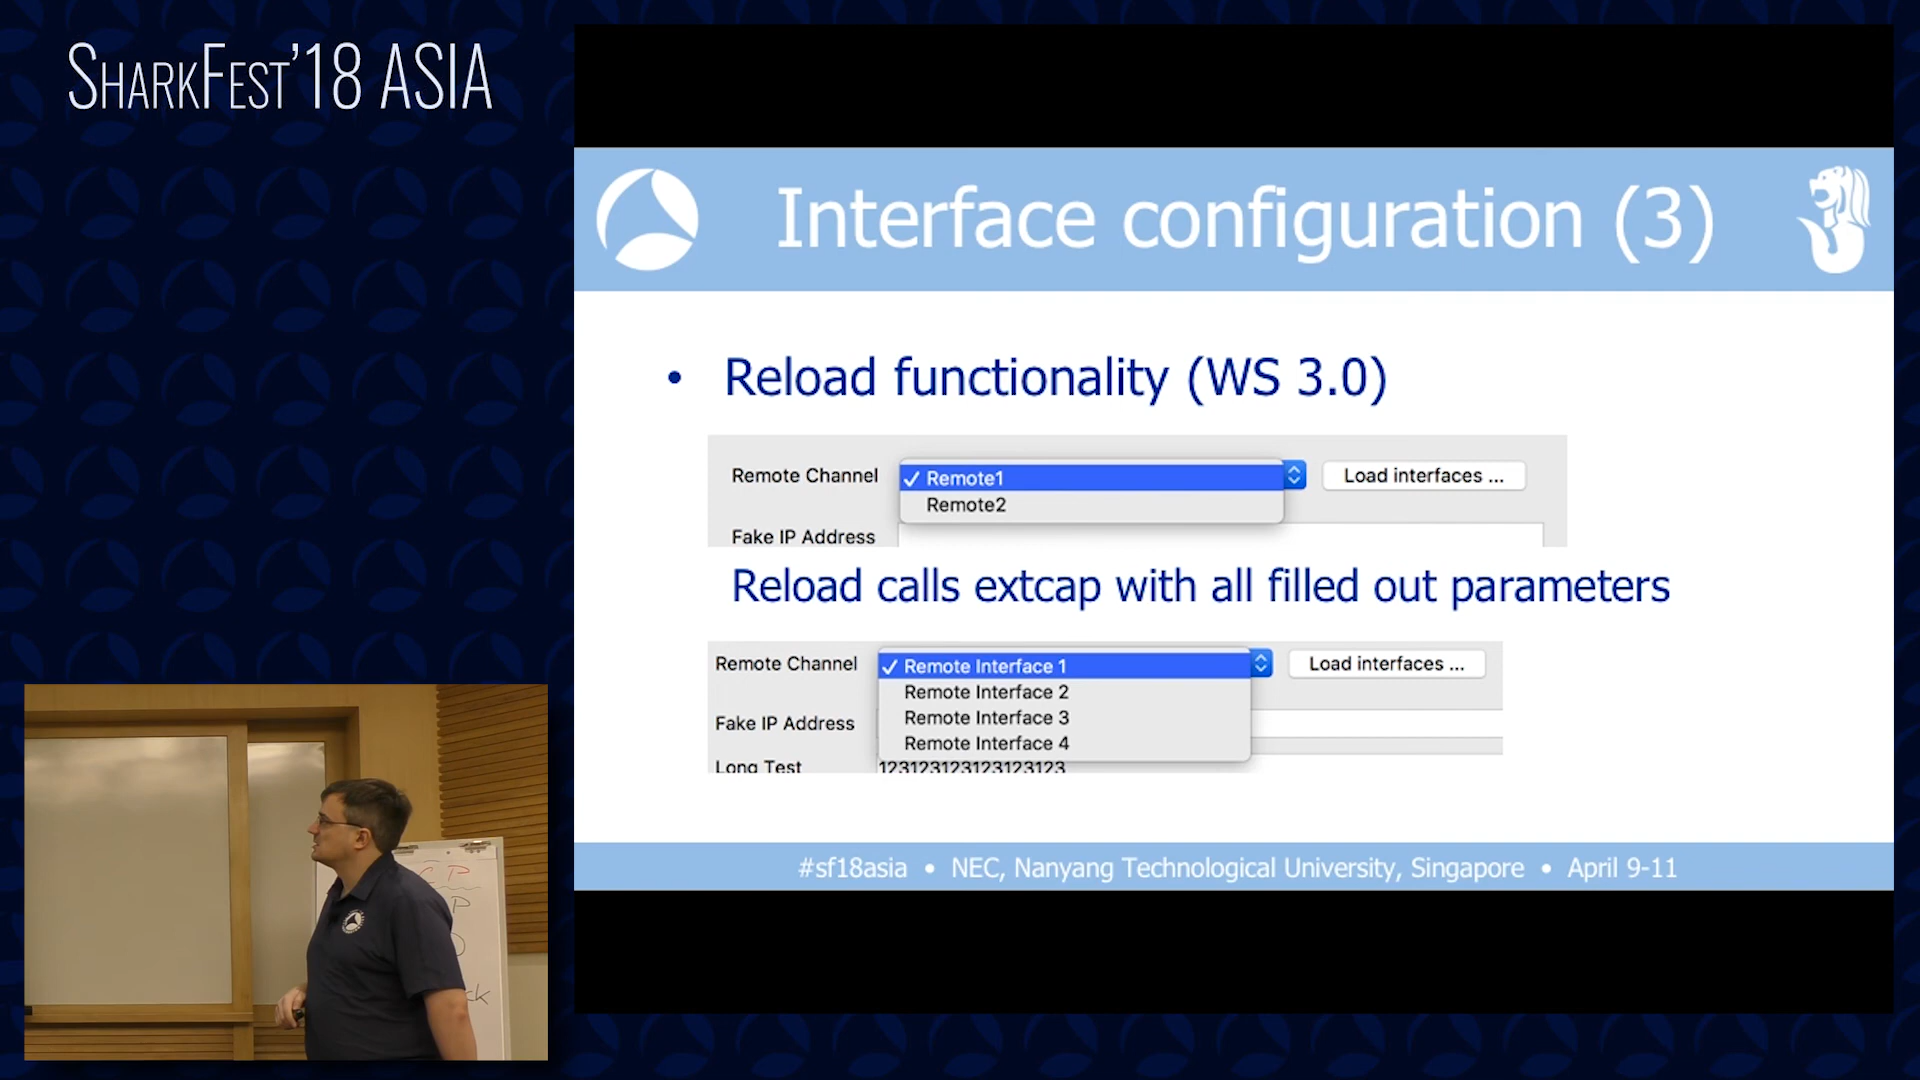 SHARKFEST'18 ASIA
Interface configuration (3)
• Reload functionality (WS 3.0)
Remote Channel
✓ Remote1
Load interfaces ...
Remote2
Fake IP Address
Reload calls extcap with all filled out parameters
Remote Channel
✓ Remote Interface 1
Load interfaces ...
Remote Interface 2
Remote Interface 3
Fake IP Address
Remote Interface 4
Long Test
123123123123123123
#sf18asia • NEC, Nanyang Technological University, Singapore • April 9-11